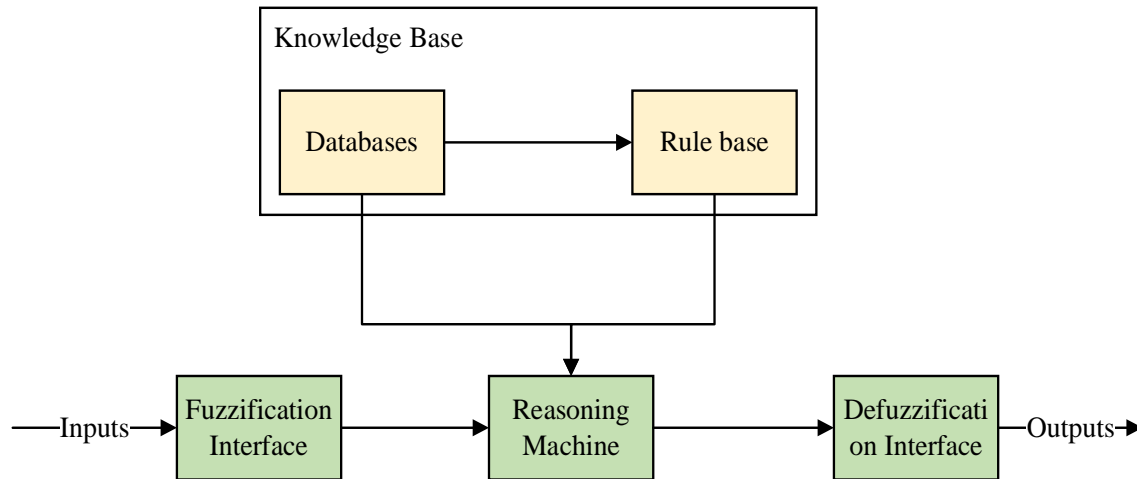 Knowledge Base
Databases
Rule base
Inputs
Fuzzification
Interface
Reasoning
Machine
Defuzzificati
on Interface
Outputs